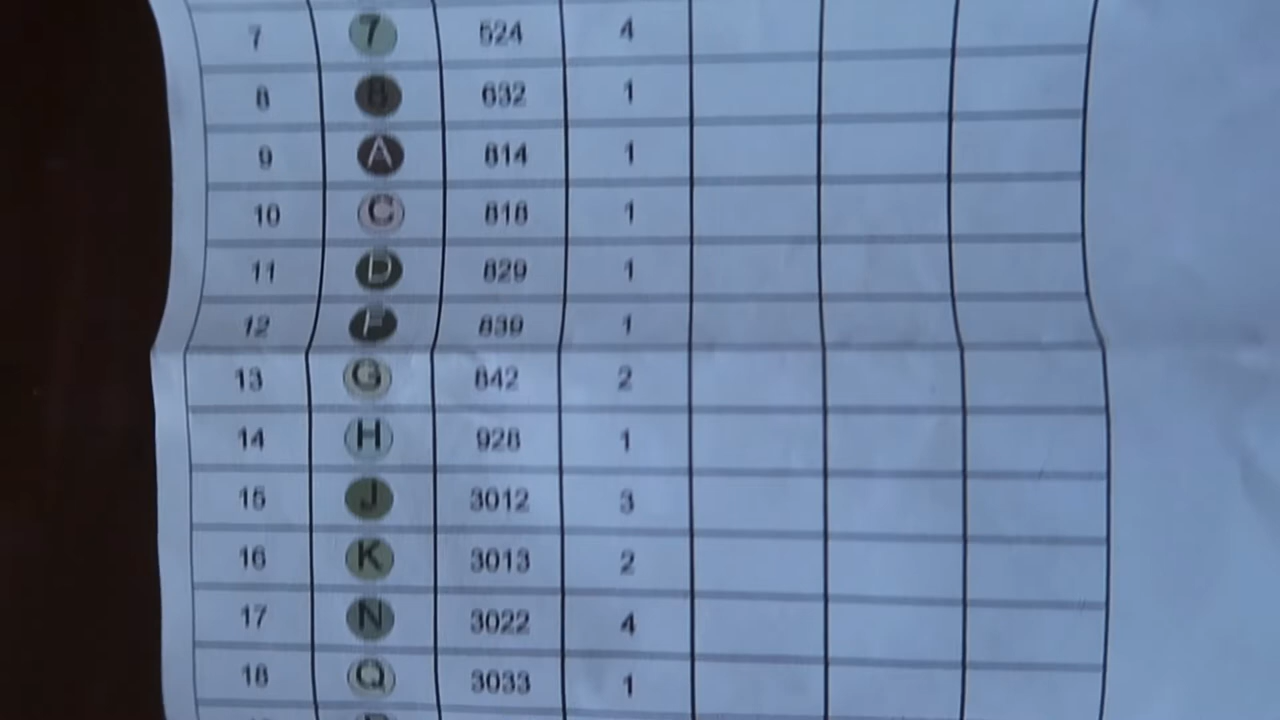 7 7 524 4
8 B 632 1
9 A 814 1
10 C 818 1
11 D 829 1
12 F 839 1
13 G 842 2
14 H 928 1
15 J 3012 3
16 K 3013 2
17 N 3022 4
18 Q 3033 1